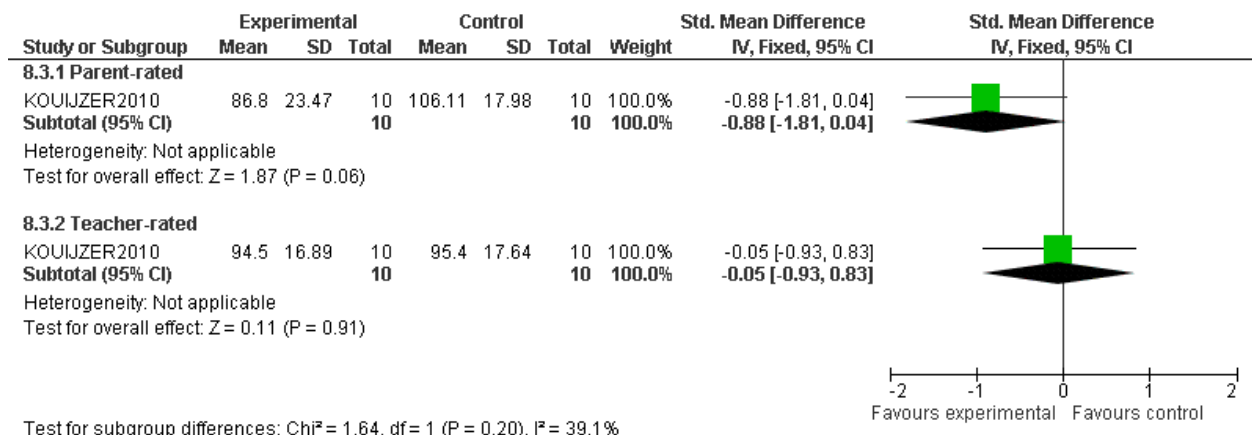 Experimental Control Std. Mean Difference Std. Mean Difference
Study or Subgroup Mean SD Total Mean SD Total Weight IV, Fixed, 95% CI IV, Fixed, 95% CI
8.3.1 Parent-rated
KOUIJZER2010 86.8 23.47 10 106.11 17.98 10 100.0% -0.88 [-1.81, 0.04]
Subtotal (95% CI) 10 10 100.0% -0.88 [-1.81, 0.04]
Heterogeneity: Not applicable
Test for overall effect: Z = 1.87 (P = 0.06)
8.3.2 Teacher-rated
KOUIJZER2010 94.5 16.89 10 95.4 17.64 10 100.0% -0.05 [-0.93, 0.83]
Subtotal (95% CI) 10 10 100.0% -0.05 [-0.93, 0.83]
Heterogeneity: Not applicable
Test for overall effect: Z = 0.11 (P = 0.91)
-2 -1 0 1 2
Favours experimental Favours control
Test for subgroup differences: Chi² = 1.64, df = 1 (P = 0.20), I² = 39.1%